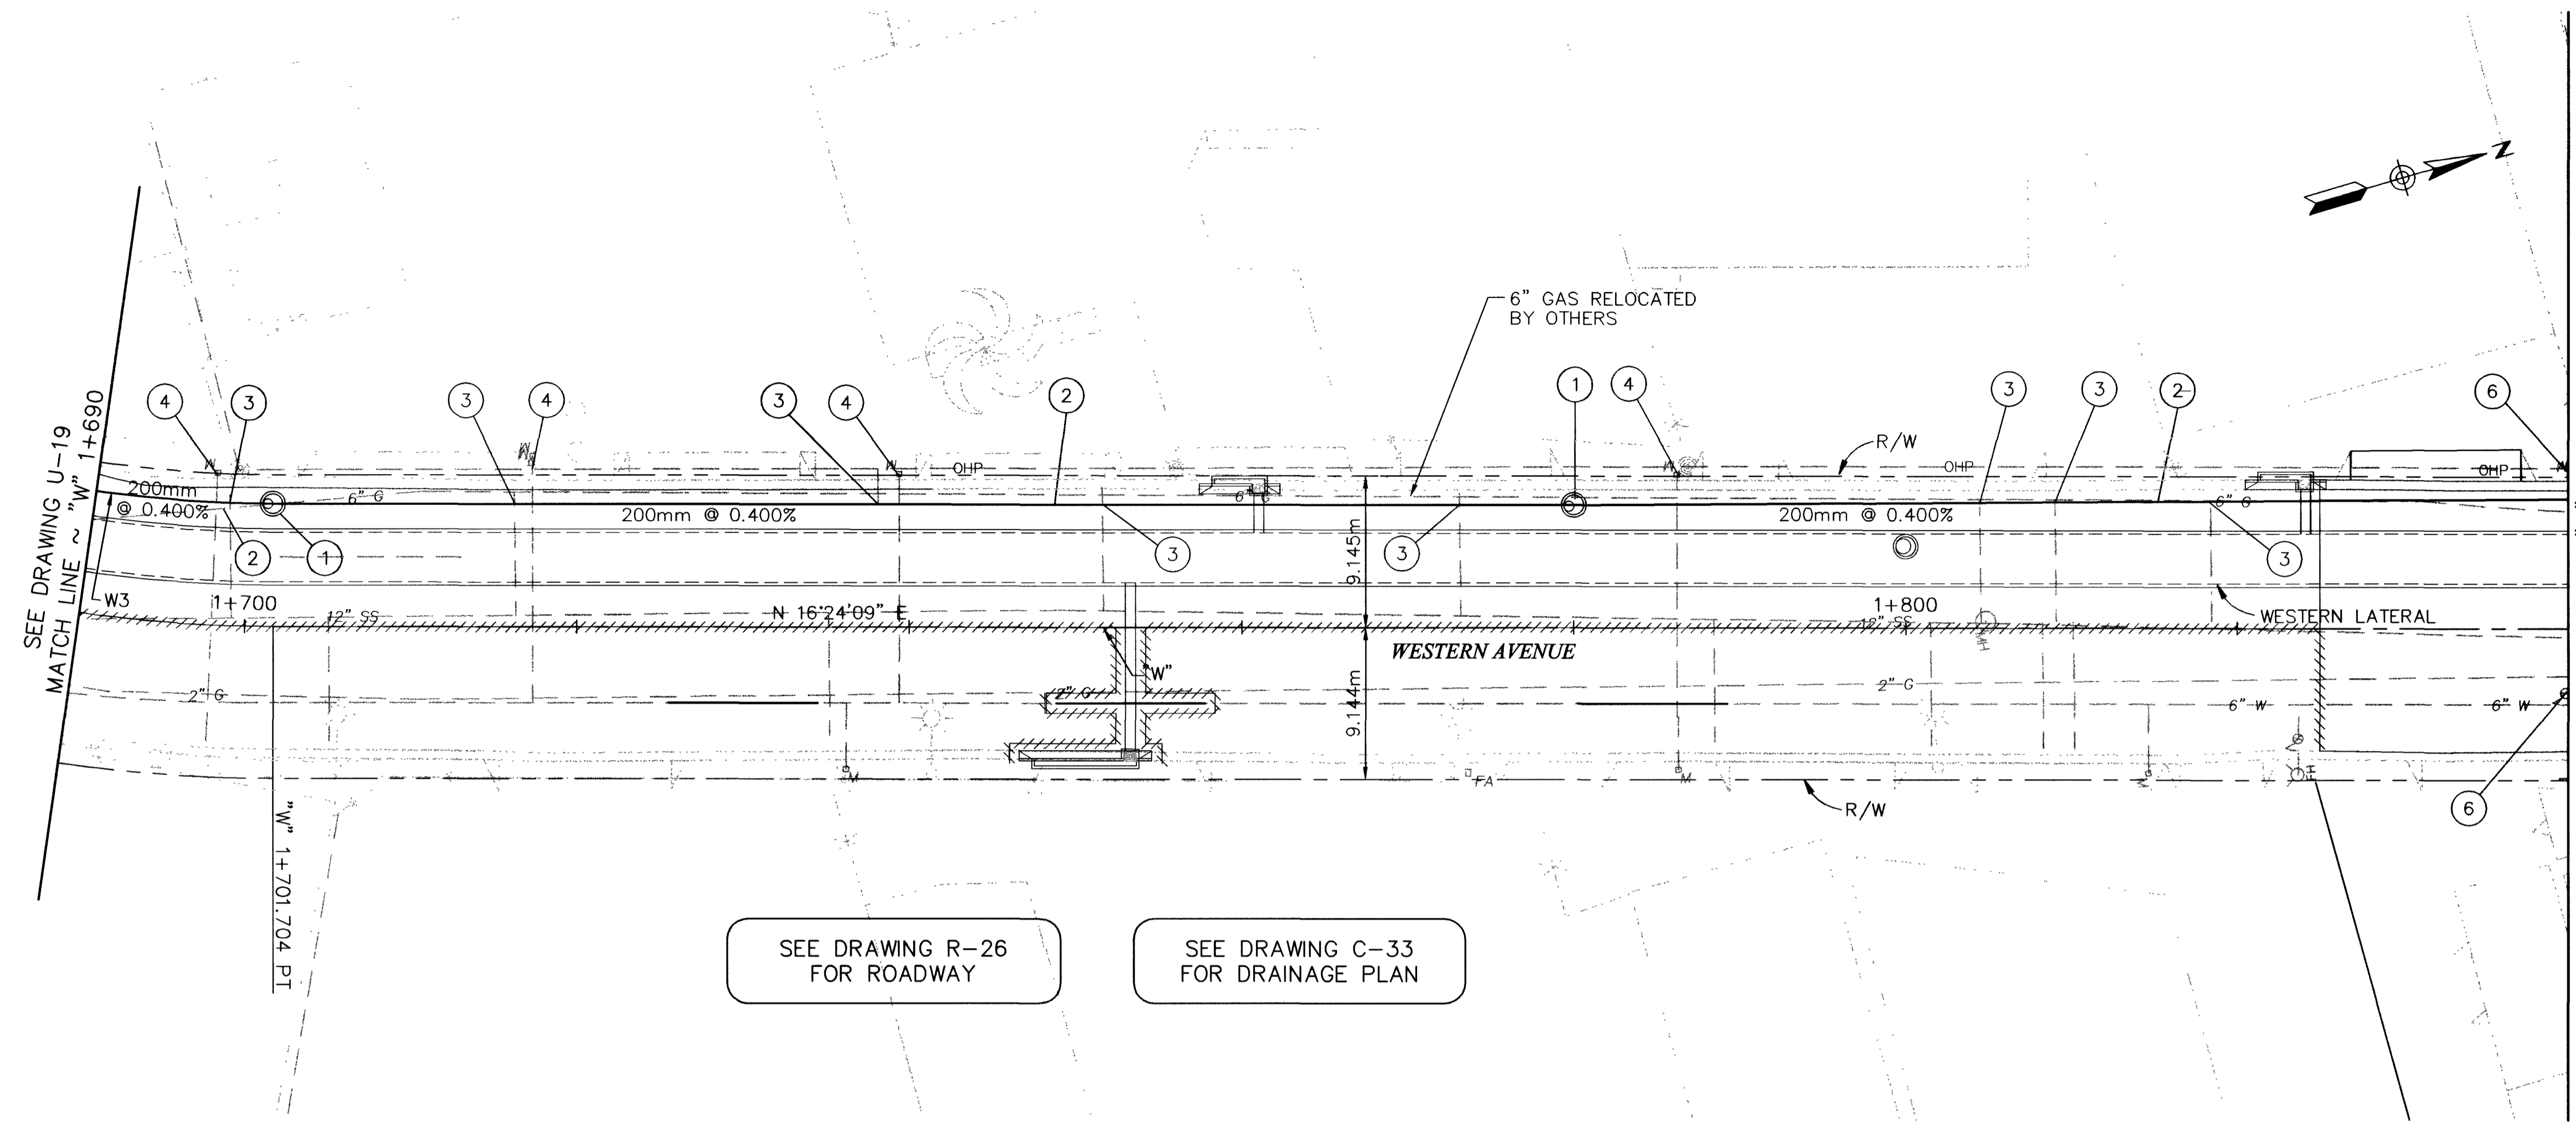 N
6" GAS RELOCATED
BY OTHERS
SEE DRAWING U-19
MATCH LINE ~ "W" 1+690
4
3
3
4
3
4
2
1
4
3
3
2
6
R/W
W
W
W
W
OHP
OHP
OHP
200mm
@ 0.400%
6" G
200mm @ 0.400%
200mm @ 0.400%
6" G
2
1
3
3
3
9.145m
W3
1+700
12" SS
N 16°24'09" E
1+800
12" SS
WESTERN LATERAL
WESTERN AVENUE
"W"
2" G
2" G
2" G
9.144m
6" W
6" W
M
FA
M
FH
R/W
6
"W" 1+701.704 PT
SEE DRAWING R-26
FOR ROADWAY
SEE DRAWING C-33
FOR DRAINAGE PLAN